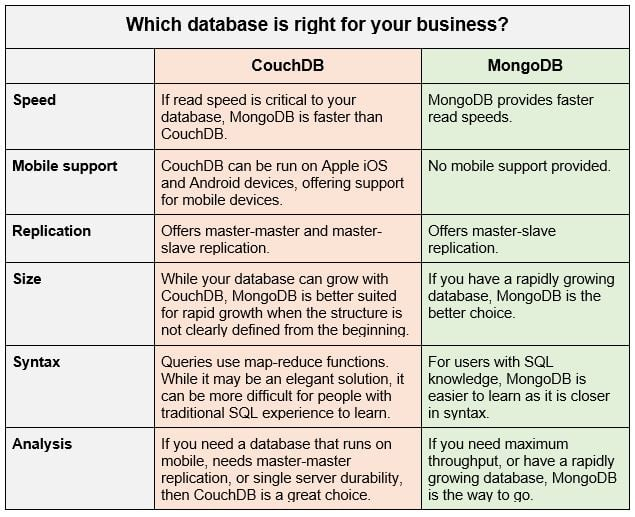 Which database is right for your business?
CouchDB MongoDB
Speed
If read speed is critical to your
database, MongoDB is faster than
CouchDB.
MongoDB provides faster
read speeds.
Mobile support
CouchDB can be run on Apple iOS
and Android devices, offering support
for mobile devices.
No mobile support provided.
Replication
Offers master-master and master-
slave replication.
Offers master-slave
replication.
Size
While your database can grow with
CouchDB, MongoDB is better suited
for rapid growth when the structure is
not clearly defined from the beginning.
If you have a rapidly growing
database, MongoDB is the
better choice.
Syntax
Queries use map-reduce functions.
While it may be an elegant solution, it
can be more difficult for people with
traditional SQL experience to learn.
For users with SQL
knowledge, MongoDB is
easier to learn as it is closer
in syntax.
Analysis
If you need a database that runs on
mobile, needs master-master
replication, or single server durability,
then CouchDB is a great choice.
If you need maximum
throughput, or have a rapidly
growing database, MongoDB
is the way to go.